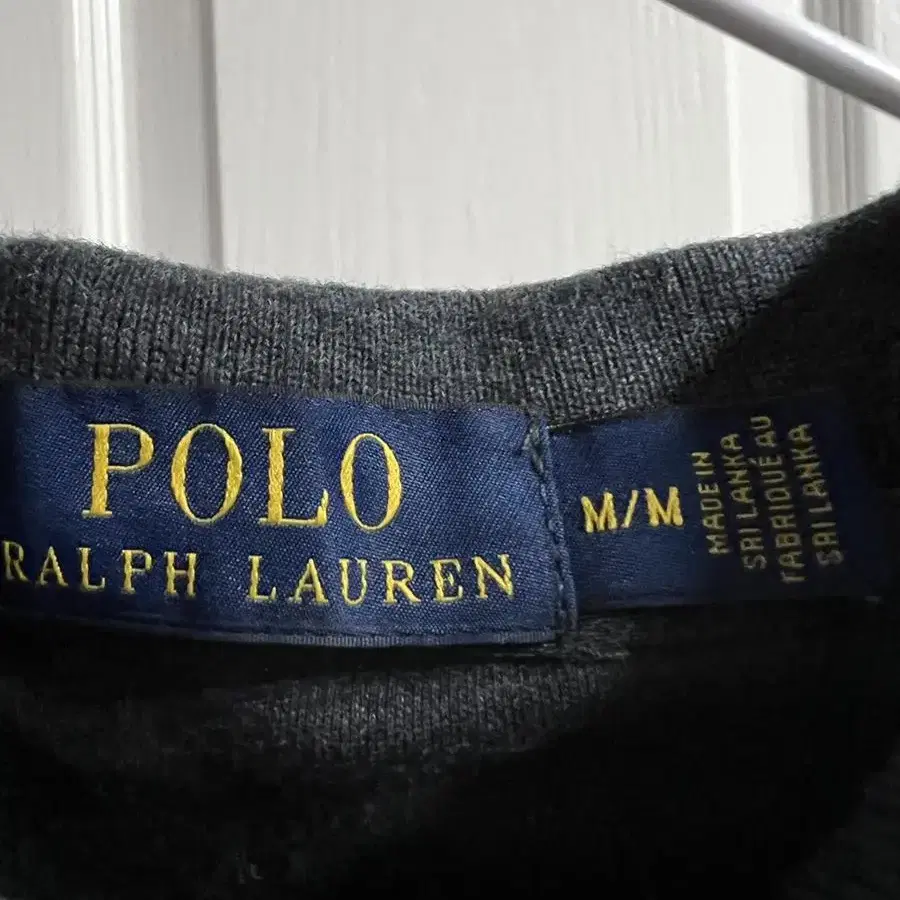 POLO
RALPH LAUREN
M/M
MADE IN
SRI LANKA
FABRIQUÉ AU
SRI LANKA